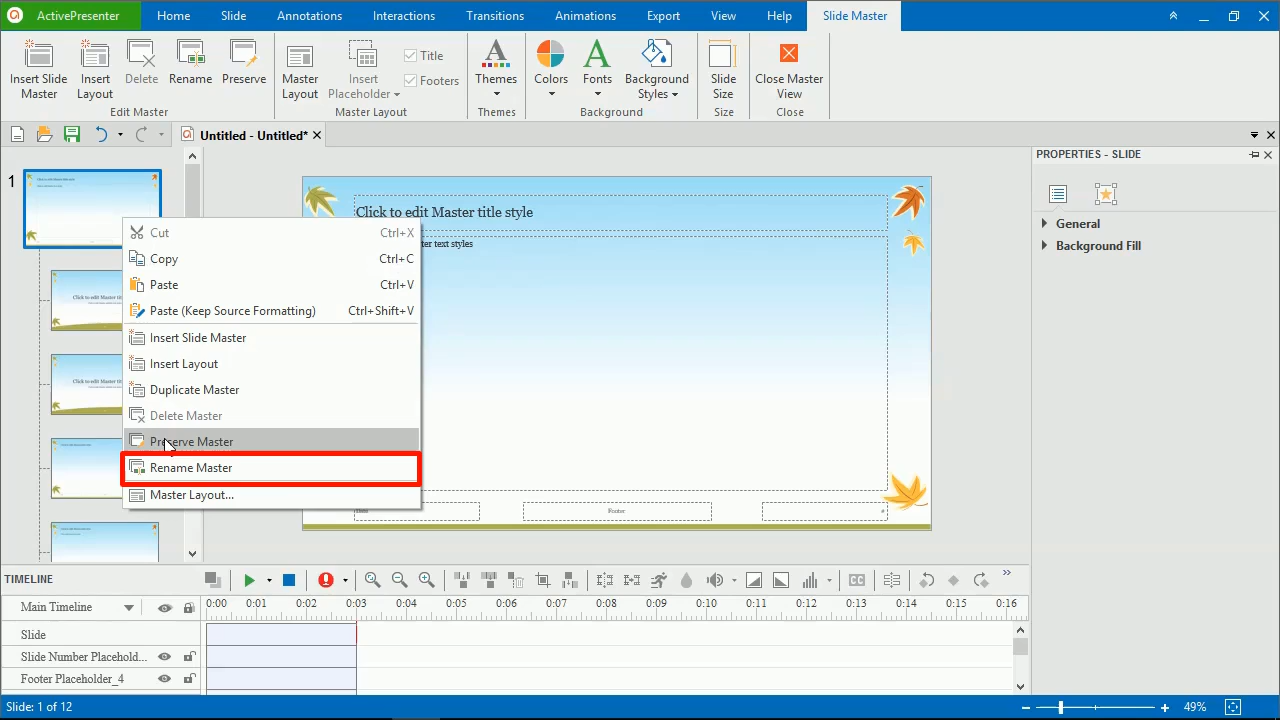 ActivePresenter
Home
Slide
Annotations
Interactions
Transitions
Animations
Export
View
Help
Slide Master
Insert Slide Master
Insert Layout
Delete
Rename
Preserve
Edit Master
Master Layout
Insert Placeholder
Title
Footers
Master Layout
Themes
Themes
Colors
Fonts
Background Styles
Background
Slide Size
Size
Close Master View
Close
Untitled - Untitled*
PROPERTIES - SLIDE
General
Background Fill
1
Click to edit Master title style
ter text styles
Footer
#
Cut Ctrl+X
Copy Ctrl+C
Paste Ctrl+V
Paste (Keep Source Formatting) Ctrl+Shift+V
Insert Slide Master
Insert Layout
Duplicate Master
Delete Master
Preserve Master
Rename Master
Master Layout...
TIMELINE
CC
Main Timeline
0:00 0:01 0:02 0:03 0:04 0:05 0:06 0:07 0:08 0:09 0:10 0:11 0:12 0:13 0:14 0:15 0:16
Slide
Slide Number Placehold...
Footer Placeholder_4
Slide: 1 of 12
49%